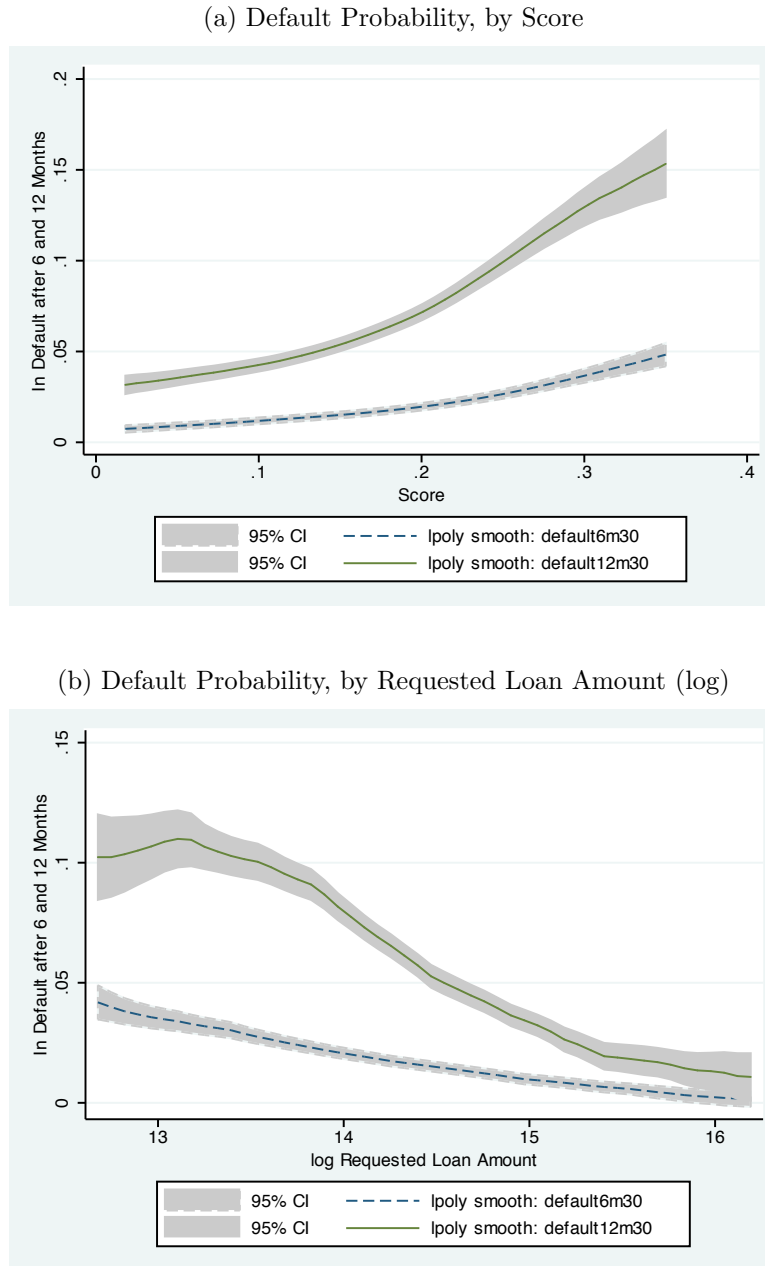 (a) Default Probability, by Score
In Default after 6 and 12 Months
.2
.15
.1
.05
0
0 .1 .2 .3 .4
Score
95% CI lpoly smooth: default6m30
95% CI lpoly smooth: default12m30
(b) Default Probability, by Requested Loan Amount (log)
In Default after 6 and 12 Months
.15
.1
.05
0
13 14 15 16
log Requested Loan Amount
95% CI lpoly smooth: default6m30
95% CI lpoly smooth: default12m30